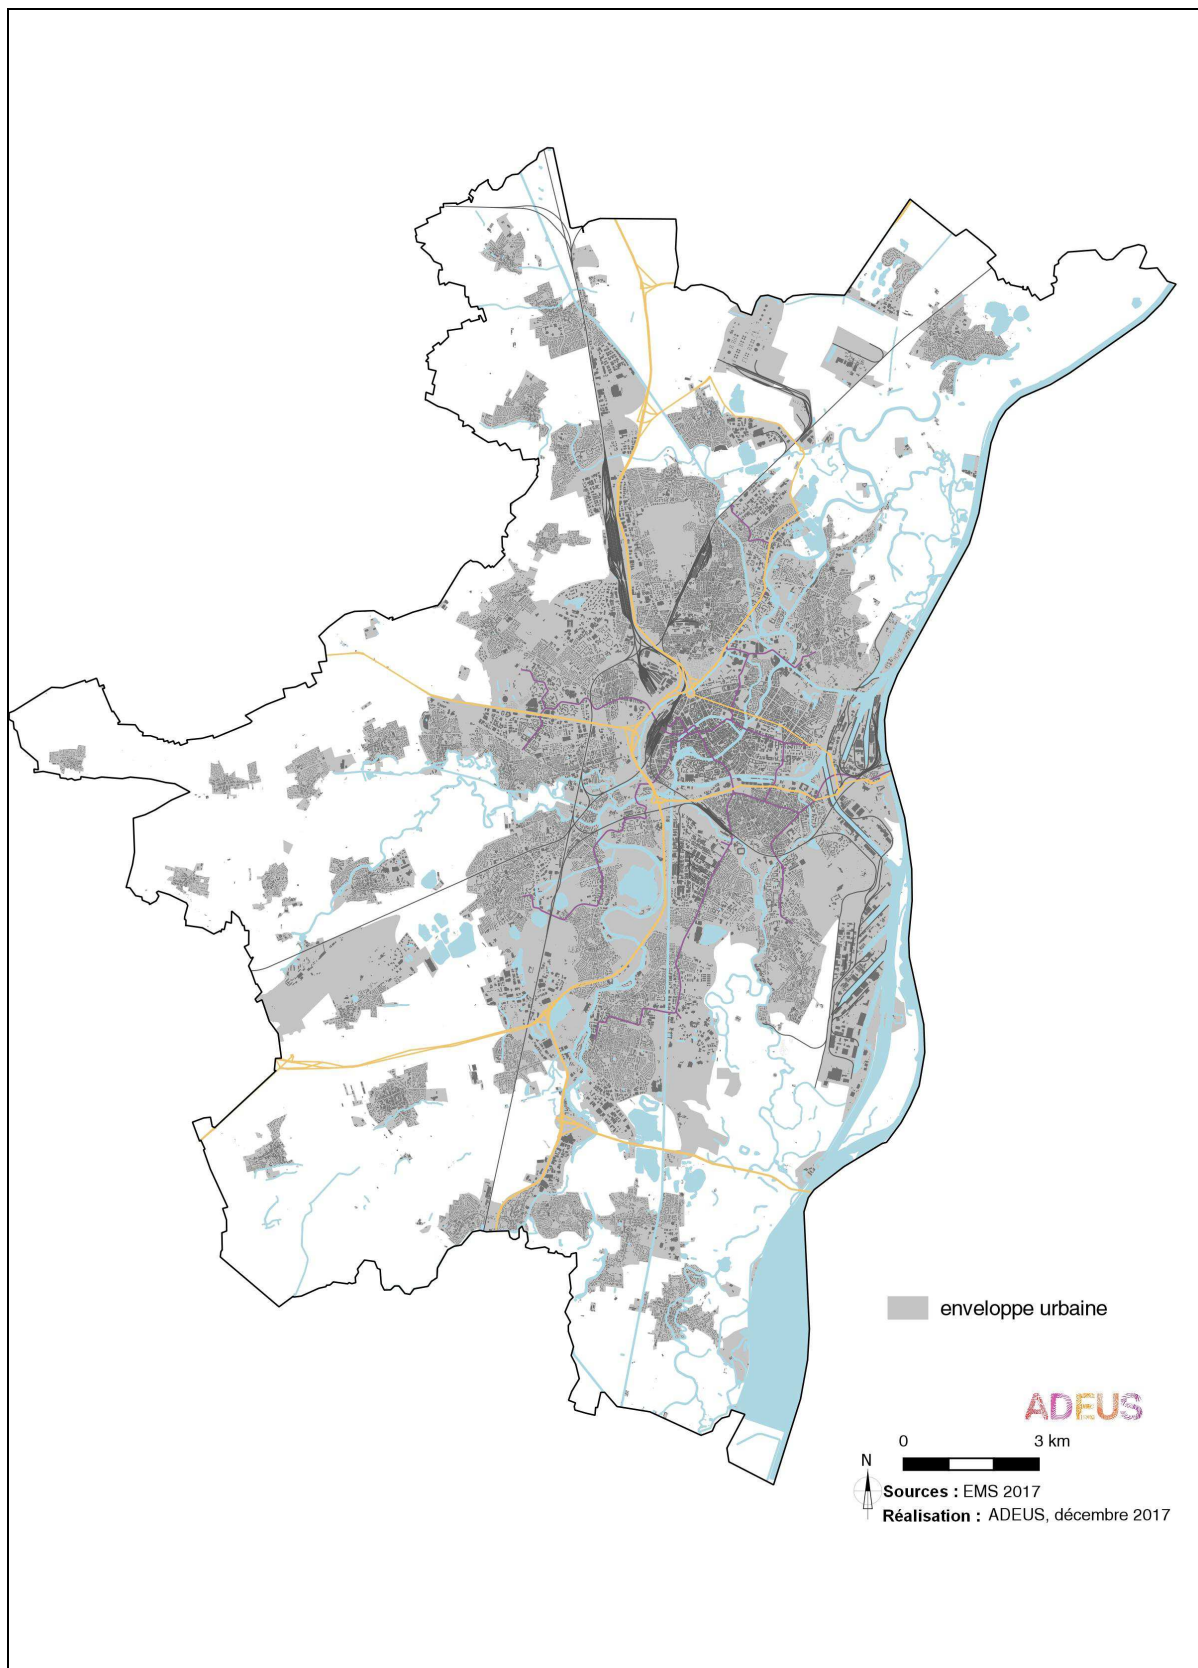 enveloppe urbaine
ADEUS
0 3 km
N
Sources : EMS 2017
Réalisation : ADEUS, décembre 2017